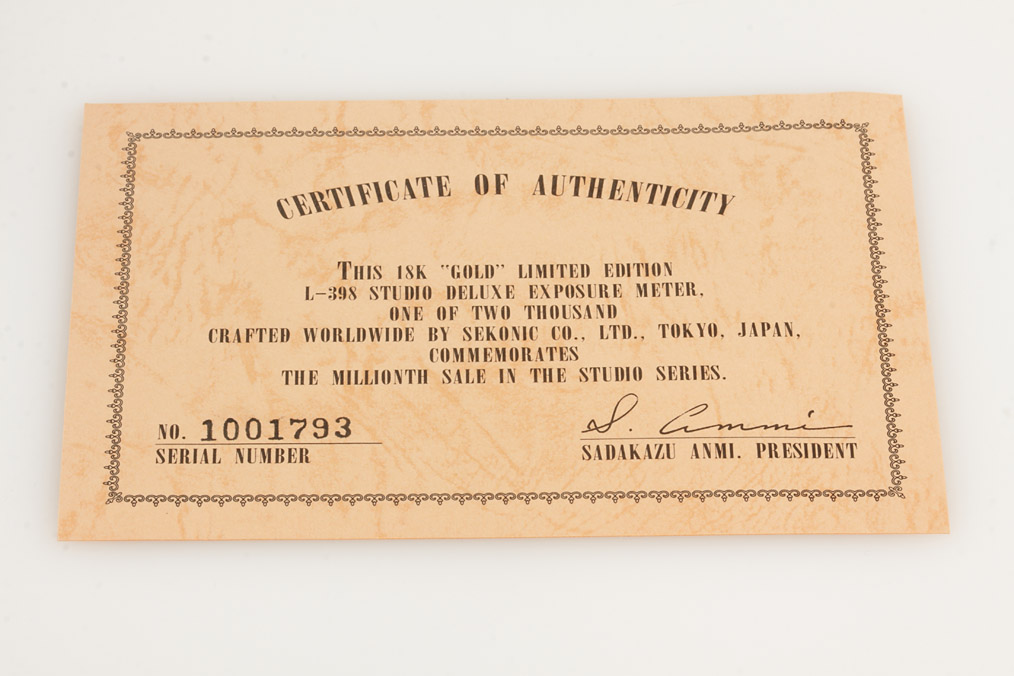 CERTIFICATE OF AUTHENTICITY
THIS 18K "GOLD" LIMITED EDITION
L-398 STUDIO DELUXE EXPOSURE METER,
ONE OF TWO THOUSAND
CRAFTED WORLDWIDE BY SEKONIC CO., LTD., TOKYO, JAPAN,
COMMEMORATES
THE MILLIONTH SALE IN THE STUDIO SERIES.
NO. 1001793
SERIAL NUMBER
S. Ammi
SADAKAZU ANMI. PRESIDENT